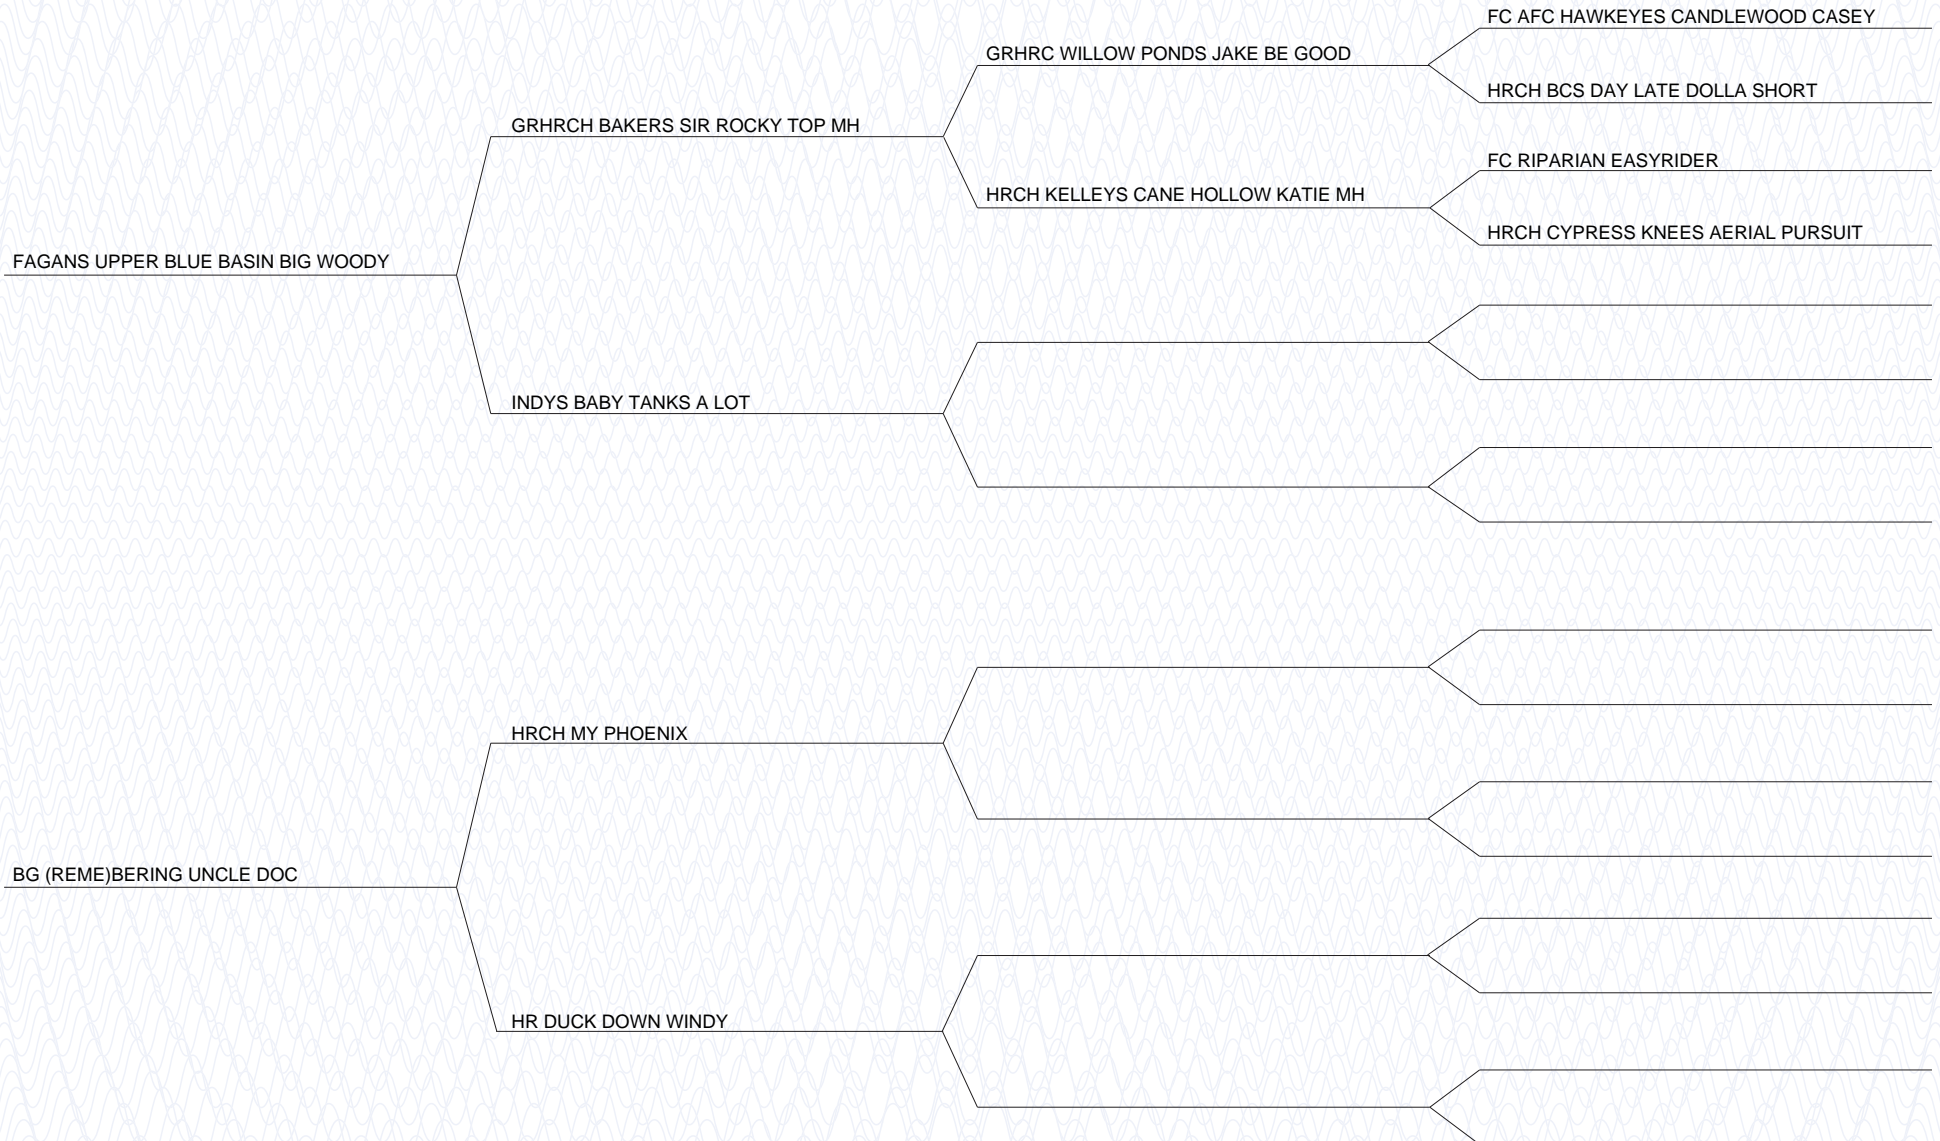 FC AFC HAWKEYES CANDLEWOOD CASEY
GRHRC WILLOW PONDS JAKE BE GOOD
HRCH BCS DAY LATE DOLLA SHORT
GRHRCH BAKERS SIR ROCKY TOP MH
FC RIPARIAN EASYRIDER
HRCH KELLEYS CANE HOLLOW KATIE MH
HRCH CYPRESS KNEES AERIAL PURSUIT
FAGANS UPPER BLUE BASIN BIG WOODY
INDYS BABY TANKS A LOT
HRCH MY PHOENIX
BG (REME)BERING UNCLE DOC
HR DUCK DOWN WINDY